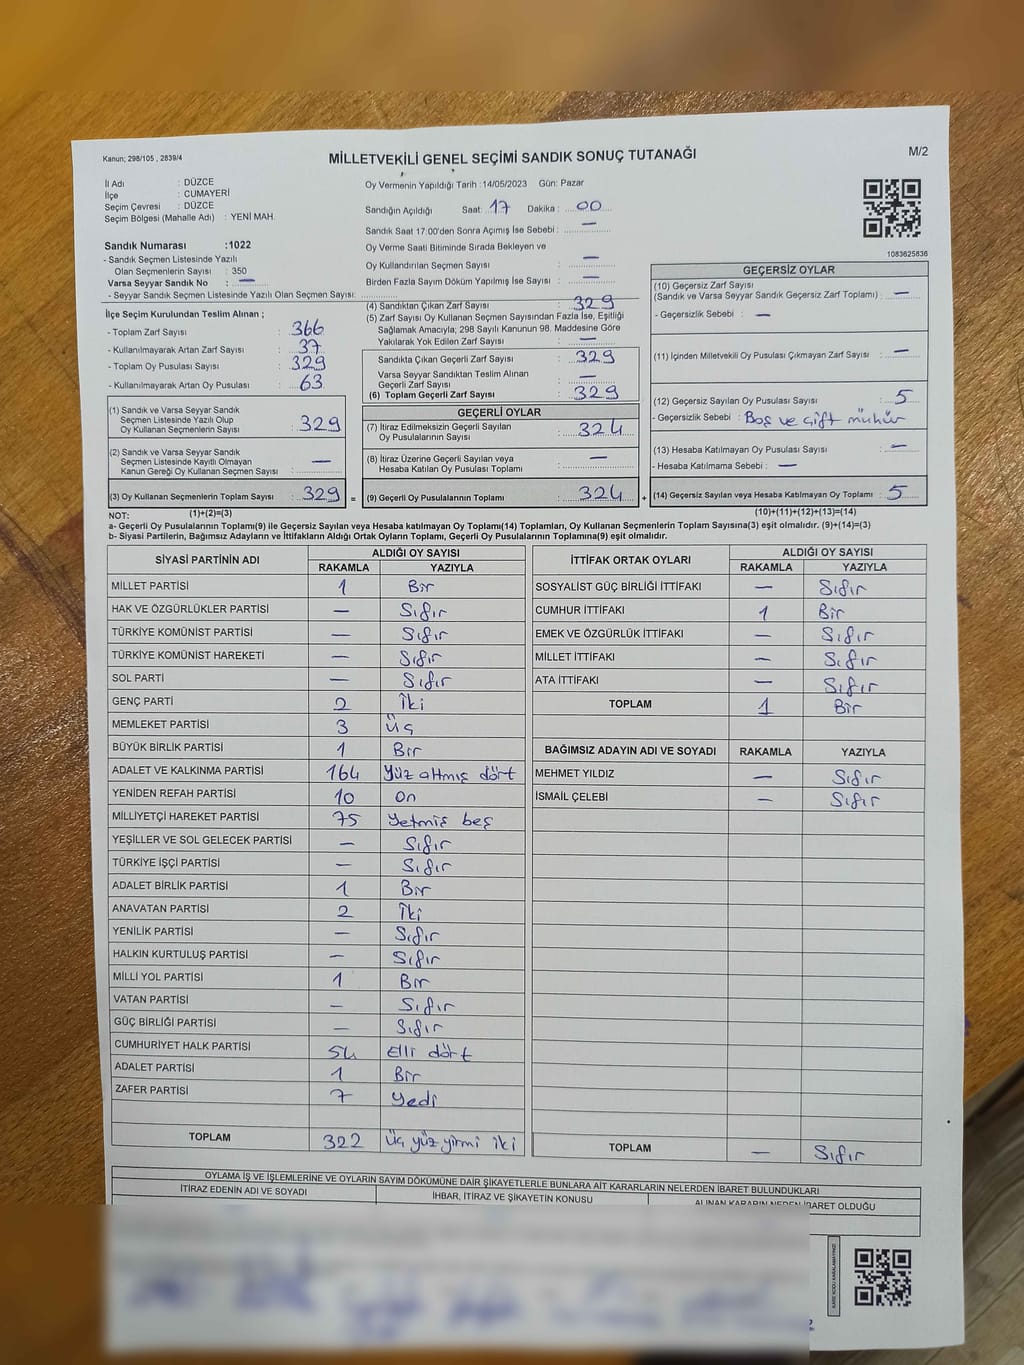 Kanun; 298/105 , 2839/4
MİLLETVEKİLİ GENEL SEÇİMİ SANDIK SONUÇ TUTANAĞI
M/2
İl Adı : DÜZCE
İlçe : CUMAYERİ
Seçim Çevresi : DÜZCE
Seçim Bölgesi (Mahalle Adı) : YENİ MAH.
Sandık Numarası :1022
- Sandık Seçmen Listesinde Yazılı
Olan Seçmenlerin Sayısı : 350
Varsa Seyyar Sandık No : —
- Seyyar Sandık Seçmen Listesinde Yazılı Olan Seçmen Sayısı: ............
Oy Vermenin Yapıldığı Tarih :14/05/2023 Gün: Pazar
Sandığın Açıldığı Saat: 17 Dakika : 00
Sandık Saat 17:00'den Sonra Açımış İse Sebebi : —
Oy Verme Saati Bitiminde Sırada Bekleyen ve
Oy Kullandırılan Seçmen Sayısı : —
Birden Fazla Sayım Döküm Yapılmış İse Sayısı : —
1083625836
İlçe Seçim Kurulundan Teslim Alınan ;
- Toplam Zarf Sayısı : 366
- Kullanılmayarak Artan Zarf Sayısı : 37
- Toplam Oy Pusulası Sayısı : 329
- Kullanılmayarak Artan Oy Pusulası : 63
(4) Sandıktan Çıkan Zarf Sayısı : 329
(5) Zarf Sayısı Oy Kullanan Seçmen Sayısından Fazla İse, Eşitliği
Sağlamak Amacıyla; 298 Sayılı Kanunun 98. Maddesine Göre
Yakılarak Yok Edilen Zarf Sayısı : —
Sandıkta Çıkan Geçerli Zarf Sayısı : 329
Varsa Seyyar Sandıktan Teslim Alınan
Geçerli Zarf Sayısı : —
(6) Toplam Geçerli Zarf Sayısı : 329
GEÇERSİZ OYLAR
(10) Geçersiz Zarf Sayısı
(Sandık ve Varsa Seyyar Sandık Geçersiz Zarf Toplamı) : —
- Geçersizlik Sebebi : —
(11) İçinden Milletvekili Oy Pusulası Çıkmayan Zarf Sayısı : —
(12) Geçersiz Sayılan Oy Pusulası Sayısı : 5
- Geçersizlik Sebebi : Boş ve çift mühür
(13) Hesaba Katılmayan Oy Pusulası Sayısı : —
- Hesaba Katılmama Sebebi : —
(14) Geçersiz Sayılan veya Hesaba Katılmayan Oy Toplamı : 5
(1) Sandık ve Varsa Seyyar Sandık
Seçmen Listesinde Yazılı Olup
Oy Kullanan Seçmenlerin Sayısı : 329
(2) Sandık ve Varsa Seyyar Sandık
Seçmen Listesinde Kayıtlı Olmayan
Kanun Gereği Oy Kullanan Seçmen Sayısı : —
(3) Oy Kullanan Seçmenlerin Toplam Sayısı : 329 =
GEÇERLİ OYLAR
(7) İtiraz Edilmeksizin Geçerli Sayılan
Oy Pusulalarının Sayısı : 324
(8) İtiraz Üzerine Geçerli Sayılan veya
Hesaba Katılan Oy Pusulası Toplamı : —
(9) Geçerli Oy Pusulalarının Toplamı : 324 +
NOT: (1)+(2)=(3)
(10)+(11)+(12)+(13)=(14)
a- Geçerli Oy Pusulalarının Toplamı(9) ile Geçersiz Sayılan veya Hesaba katılmayan Oy Toplamı(14) Toplamları, Oy Kullanan Seçmenlerin Toplam Sayısına(3) eşit olmalıdır. (9)+(14)=(3)
b- Siyasi Partilerin, Bağımsız Adayların ve İttifakların Aldığı Ortak Oyların Toplamı, Geçerli Oy Pusulalarının Toplamına(9) eşit olmalıdır.
SİYASİ PARTİNİN ADI ALDIĞI OY SAYISI
RAKAMLA YAZIYLA
MİLLET PARTİSİ 1 Bir
HAK VE ÖZGÜRLÜKLER PARTİSİ — Sıfır
TÜRKİYE KOMÜNİST PARTİSİ — Sıfır
TÜRKİYE KOMÜNİST HAREKETİ — Sıfır
SOL PARTİ — Sıfır
GENÇ PARTİ 2 İki
MEMLEKET PARTİSİ 3 Üç
BÜYÜK BİRLİK PARTİSİ 1 Bir
ADALET VE KALKINMA PARTİSİ 164 Yüz altmış dört
YENİDEN REFAH PARTİSİ 10 On
MİLLİYETÇİ HAREKET PARTİSİ 75 Yetmiş beş
YEŞİLLER VE SOL GELECEK PARTİSİ — Sıfır
TÜRKİYE İŞÇİ PARTİSİ — Sıfır
ADALET BİRLİK PARTİSİ 1 Bir
ANAVATAN PARTİSİ 2 İki
YENİLİK PARTİSİ — Sıfır
HALKIN KURTULUŞ PARTİSİ — Sıfır
MİLLİ YOL PARTİSİ 1 Bir
VATAN PARTİSİ — Sıfır
GÜÇ BİRLİĞİ PARTİSİ — Sıfır
CUMHURİYET HALK PARTİSİ 54 Elli dört
ADALET PARTİSİ 1 Bir
ZAFER PARTİSİ 7 Yedi
TOPLAM 322 Üç yüz yirmi iki
İTTİFAK ORTAK OYLARI ALDIĞI OY SAYISI
RAKAMLA YAZIYLA
SOSYALİST GÜÇ BİRLİĞİ İTTİFAKI — Sıfır
CUMHUR İTTİFAKI 1 Bir
EMEK VE ÖZGÜRLÜK İTTİFAKI — Sıfır
MİLLET İTTİFAKI — Sıfır
ATA İTTİFAKI — Sıfır
TOPLAM 1 Bir
BAĞIMSIZ ADAYIN ADI VE SOYADI RAKAMLA YAZIYLA
MEHMET YILDIZ — Sıfır
İSMAİL ÇELEBİ — Sıfır
TOPLAM — Sıfır
OYLAMA İŞ VE İŞLEMLERİNE VE OYLARIN SAYIM DÖKÜMÜNE DAİR ŞİKAYETLERLE BUNLARA AİT KARARLARIN NELERDEN İBARET BULUNDUKLARI
İTİRAZ EDENİN ADI VE SOYADI İHBAR, İTİRAZ VE ŞİKAYETİN KONUSU ALINAN KARARIN NEDEN İBARET OLDUĞU